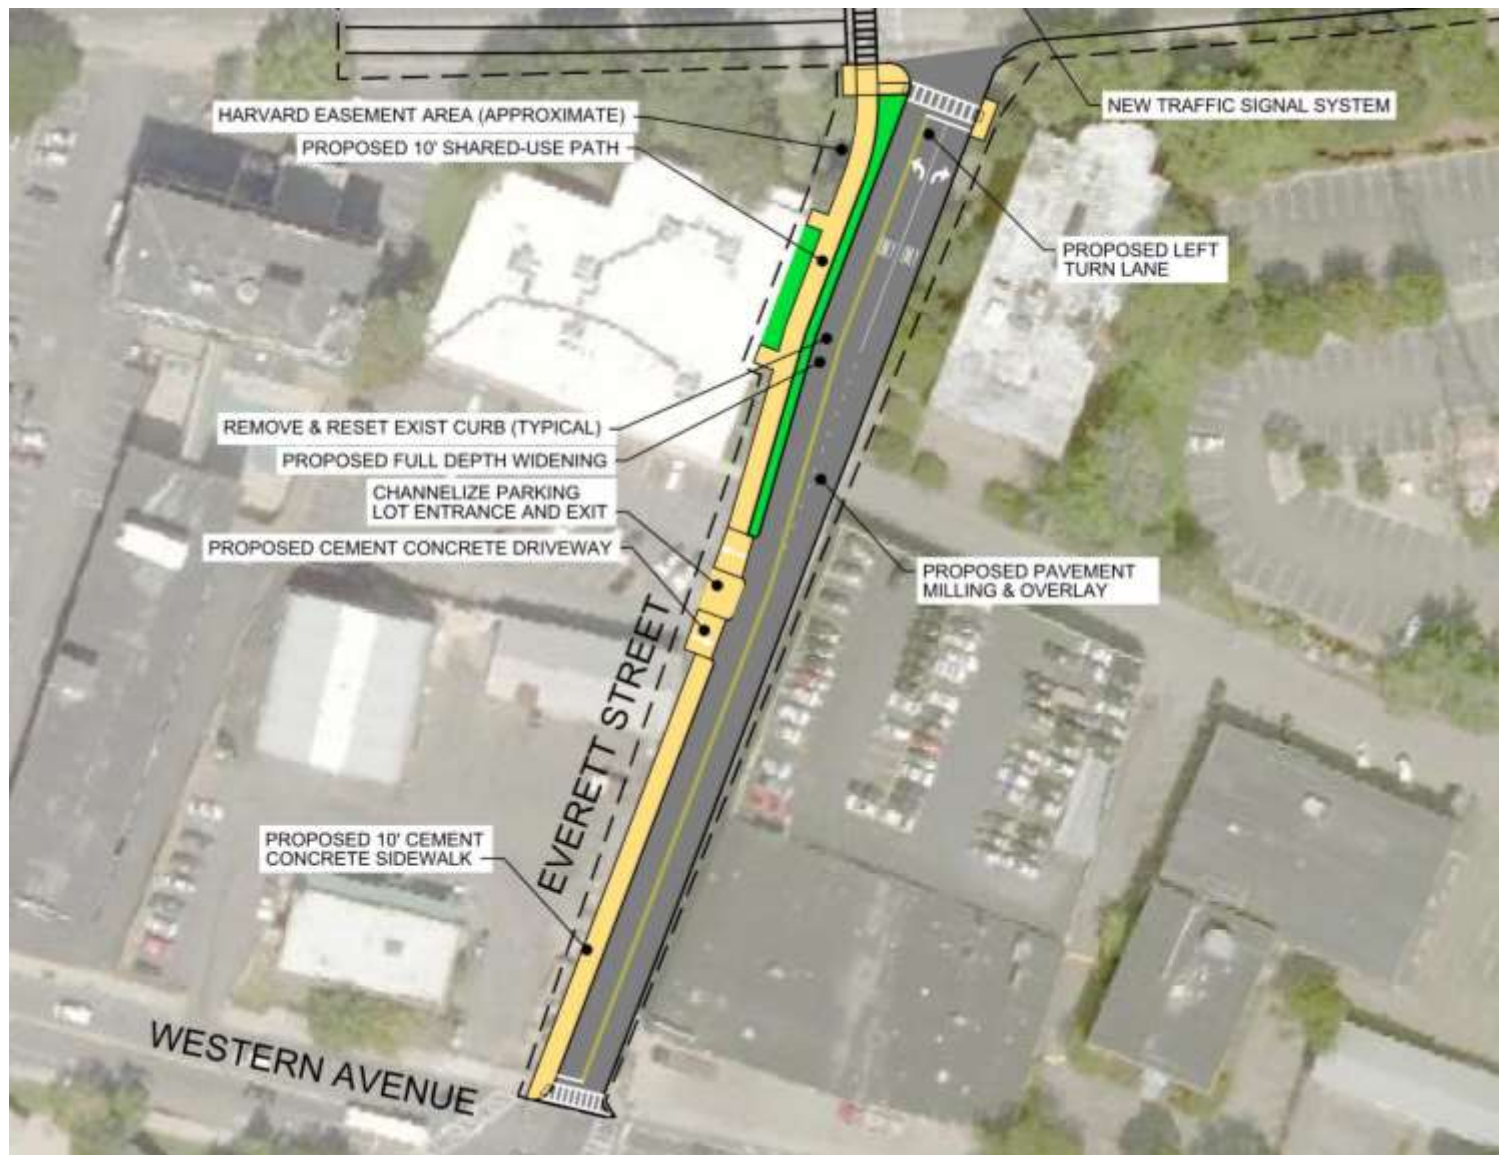 HARVARD EASEMENT AREA (APPROXIMATE)
PROPOSED 10' SHARED-USE PATH
NEW TRAFFIC SIGNAL SYSTEM
PROPOSED LEFT
TURN LANE
REMOVE & RESET EXIST CURB (TYPICAL)
PROPOSED FULL DEPTH WIDENING
CHANNELIZE PARKING
LOT ENTRANCE AND EXIT
PROPOSED CEMENT CONCRETE DRIVEWAY
PROPOSED PAVEMENT
MILLING & OVERLAY
EVERETT STREET
PROPOSED 10' CEMENT
CONCRETE SIDEWALK
WESTERN AVENUE